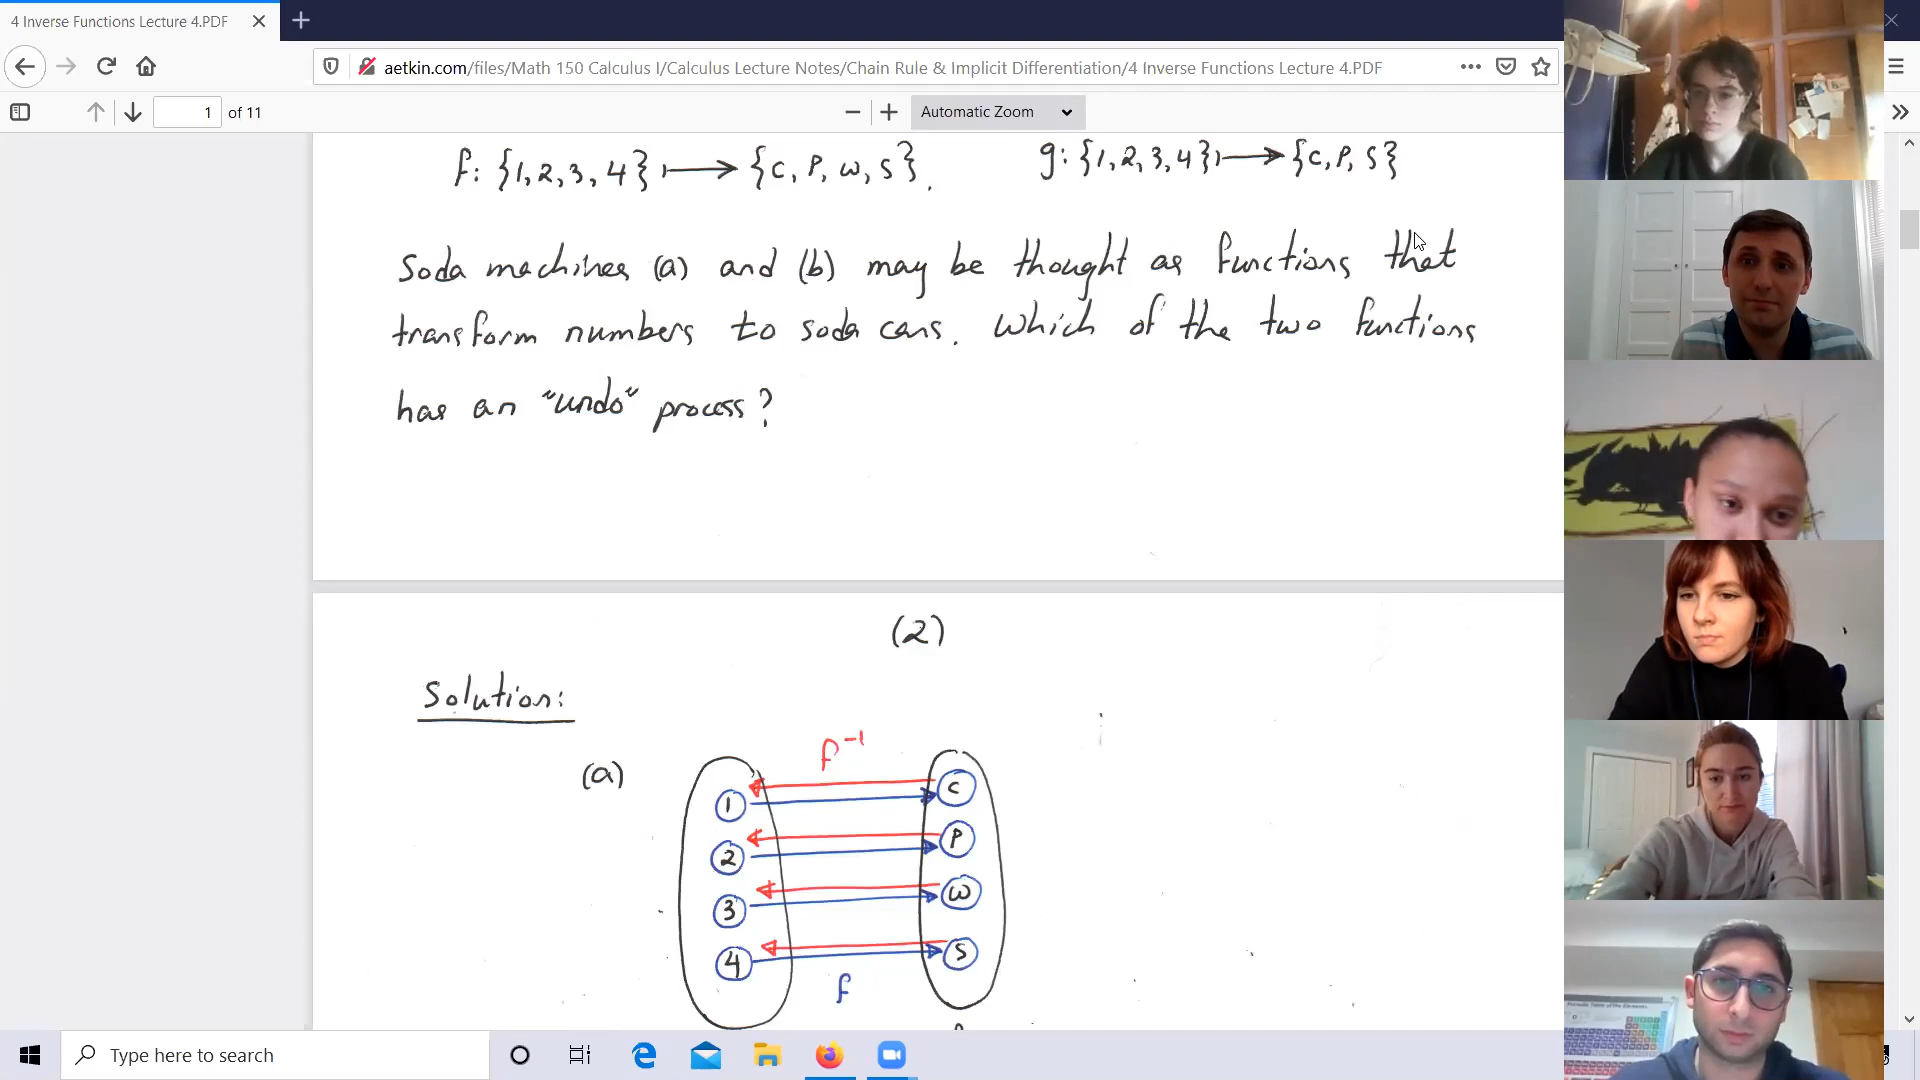 4 Inverse Functions Lecture 4.PDF
aetkin.com/files/Math 150 Calculus I/Calculus Lecture Notes/Chain Rule & Implicit Differentiation/4 Inverse Functions Lecture 4.PDF
1 of 11
Automatic Zoom
f: {1, 2, 3, 4} ↦ {C, P, W, S}.
g: {1, 2, 3, 4} ↦ {C, P, S}
Soda machines (a) and (b) may be thought as functions that
transform numbers to soda cans. Which of the two functions
has an "undo" process?
(2)
Solution:
(a)
f⁻¹
1 C
2 P
3 W
4 S
f
Type here to search